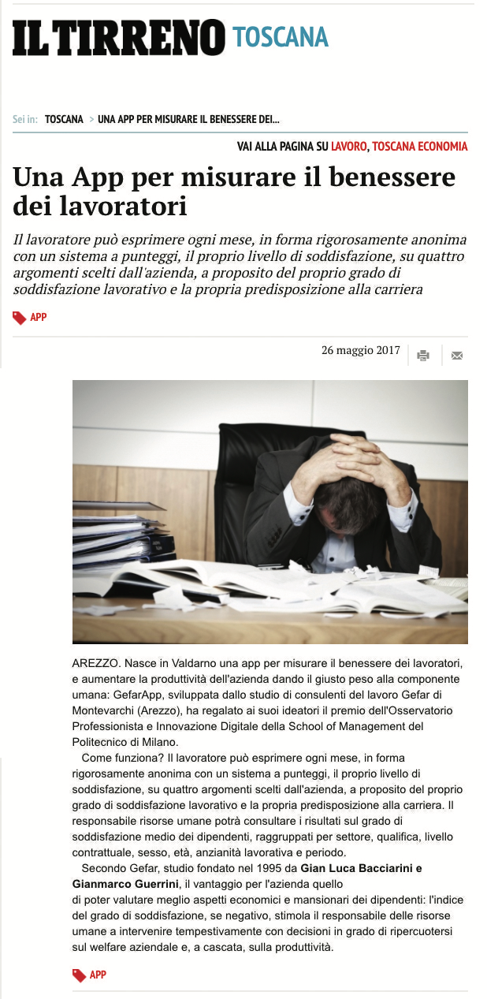 IL TIRRENO TOSCANA
Sei in: TOSCANA > UNA APP PER MISURARE IL BENESSERE DEI...
VAI ALLA PAGINA SU LAVORO, TOSCANA ECONOMIA
Una App per misurare il benessere
dei lavoratori
Il lavoratore può esprimere ogni mese, in forma rigorosamente anonima
con un sistema a punteggi, il proprio livello di soddisfazione, su quattro
argomenti scelti dall'azienda, a proposito del proprio grado di
soddisfazione lavorativo e la propria predisposizione alla carriera
APP
26 maggio 2017
AREZZO. Nasce in Valdarno una app per misurare il benessere dei lavoratori,
e aumentare la produttività dell'azienda dando il giusto peso alla componente
umana: GefarApp, sviluppata dallo studio di consulenti del lavoro Gefar di
Montevarchi (Arezzo), ha regalato ai suoi ideatori il premio dell'Osservatorio
Professionista e Innovazione Digitale della School of Management del
Politecnico di Milano.
Come funziona? Il lavoratore può esprimere ogni mese, in forma
rigorosamente anonima con un sistema a punteggi, il proprio livello di
soddisfazione, su quattro argomenti scelti dall'azienda, a proposito del proprio
grado di soddisfazione lavorativo e la propria predisposizione alla carriera. Il
responsabile risorse umane potrà consultare i risultati sul grado di
soddisfazione medio dei dipendenti, raggruppati per settore, qualifica, livello
contrattuale, sesso, età, anzianità lavorativa e periodo.
Secondo Gefar, studio fondato nel 1995 da Gian Luca Bacciarini e
Gianmarco Guerrini, il vantaggio per l'azienda quello
di poter valutare meglio aspetti economici e mansionari dei dipendenti: l'indice
del grado di soddisfazione, se negativo, stimola il responsabile delle risorse
umane a intervenire tempestivamente con decisioni in grado di ripercuotersi
sul welfare aziendale e, a cascata, sulla produttività.
APP